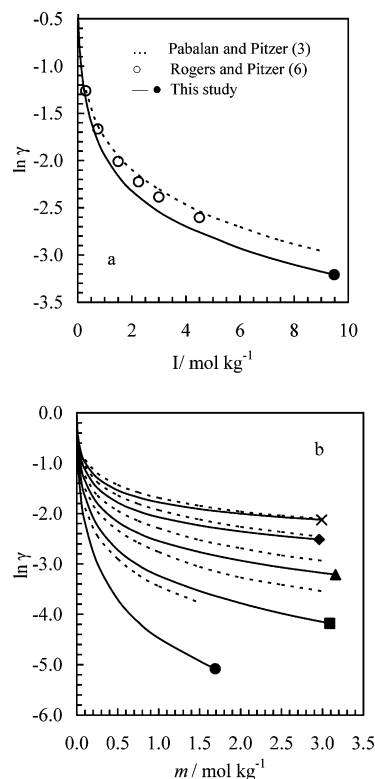 -0.5
-1.0
-1.5
-2.0
-2.5
-3.0
-3.5
ln γ
... Pabalan and Pitzer (3)
○ Rogers and Pitzer (6)
—● This study
a
0 2 4 6 8 10
I/ mol kg-1
0.0
-1.0
-2.0
-3.0
-4.0
-5.0
-6.0
ln γ
b
0.0 0.5 1.0 1.5 2.0 2.5 3.0 3.5
m/ mol kg-1